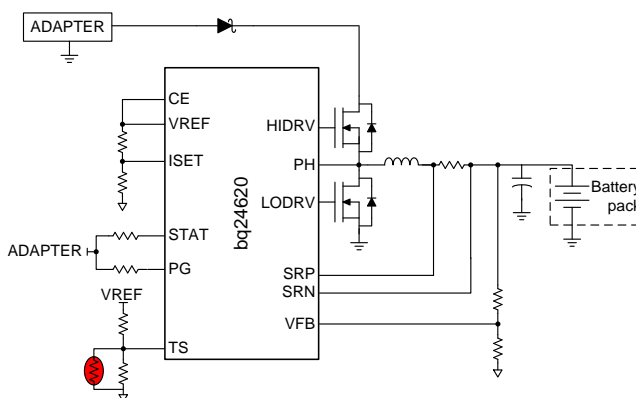 ADAPTER
CE
VREF
ISET
STAT
ADAPTER
PG
VREF
TS
bq24620
HIDRV
PH
LODRV
SRP
SRN
VFB
Battery
pack